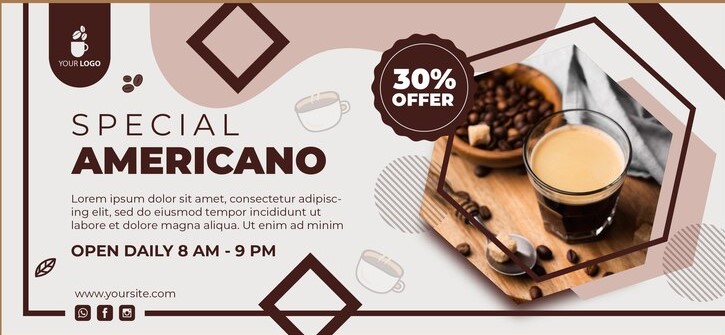 YOUR LOGO
30%
OFFER
SPECIAL
AMERICANO
Lorem ipsum dolor sit amet, consectetur adipisc-
ing elit, sed do eiusmod tempor incididunt ut
labore et dolore magna aliqua. Ut enim ad minim
OPEN DAILY 8 AM - 9 PM
www.yoursite.com